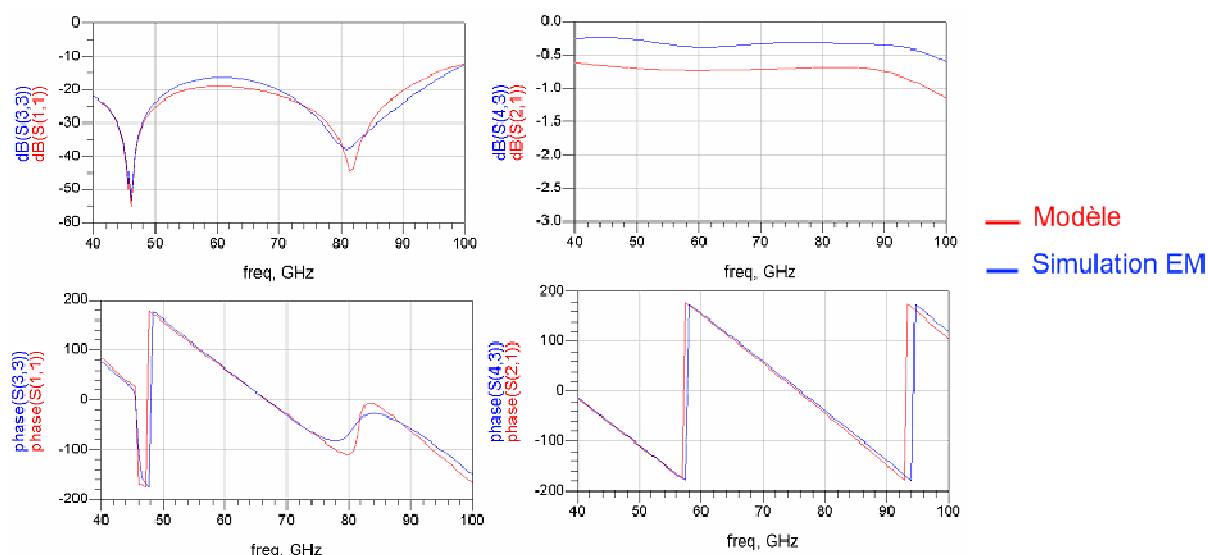 0
-10
-20
-30
-40
-50
-60
dB(S(3,3))
dB(S(1,1))
40 50 60 70 80 90 100
freq, GHz
0.0
-0.5
-1.0
-1.5
-2.0
-2.5
-3.0
dB(S(4,3))
dB(S(2,1))
40 50 60 70 80 90 100
freq, GHz
Modèle
Simulation EM
200
100
0
-100
-200
phase(S(3,3))
phase(S(1,1))
40 50 60 70 80 90 100
freq, GHz
200
100
0
-100
-200
phase(S(4,3))
phase(S(2,1))
40 50 60 70 80 90 100
freq, GHz